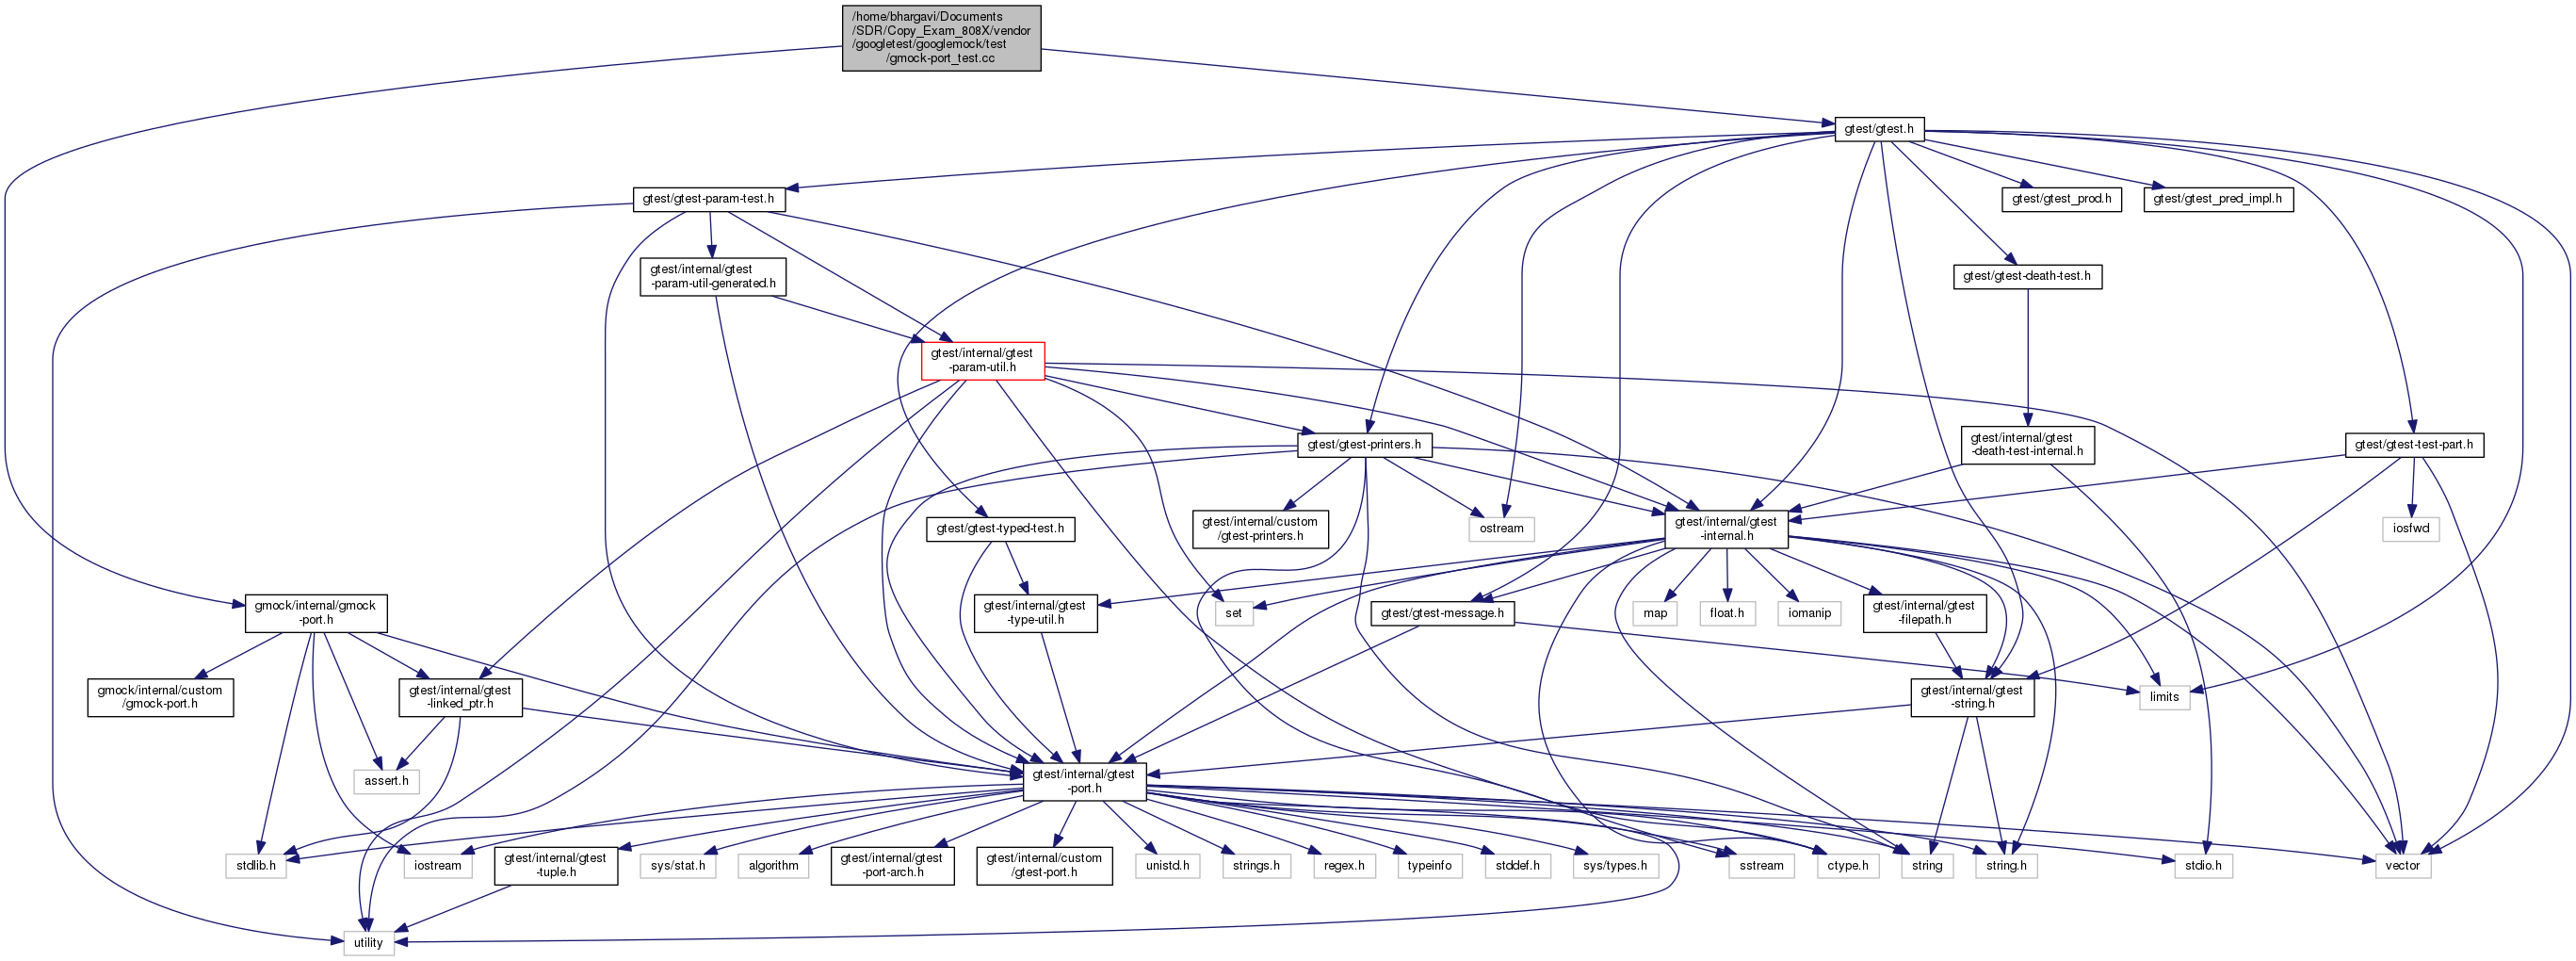 /home/bhargavi/Documents
/SDR/Copy_Exam_808X/vendor
/googletest/googlemock/test
/gmock-port_test.cc
gtest/gtest.h
gtest/gtest-param-test.h
gtest/gtest_prod.h
gtest/gtest_pred_impl.h
gtest/internal/gtest
-param-util-generated.h
gtest/gtest-death-test.h
gtest/internal/gtest
-param-util.h
gtest/gtest-printers.h
gtest/internal/gtest
-death-test-internal.h
gtest/gtest-test-part.h
gtest/gtest-typed-test.h
gtest/internal/custom
/gtest-printers.h
ostream
gtest/internal/gtest
-internal.h
iosfwd
gmock/internal/gmock
-port.h
gtest/internal/gtest
-type-util.h
set
gtest/gtest-message.h
map
float.h
iomanip
gtest/internal/gtest
-filepath.h
gmock/internal/custom
/gmock-port.h
gtest/internal/gtest
-linked_ptr.h
gtest/internal/gtest
-string.h
limits
assert.h
gtest/internal/gtest
-port.h
stdlib.h
iostream
gtest/internal/gtest
-tuple.h
sys/stat.h
algorithm
gtest/internal/gtest
-port-arch.h
gtest/internal/custom
/gtest-port.h
unistd.h
strings.h
regex.h
typeinfo
stddef.h
sys/types.h
sstream
ctype.h
string
string.h
stdio.h
vector
utility